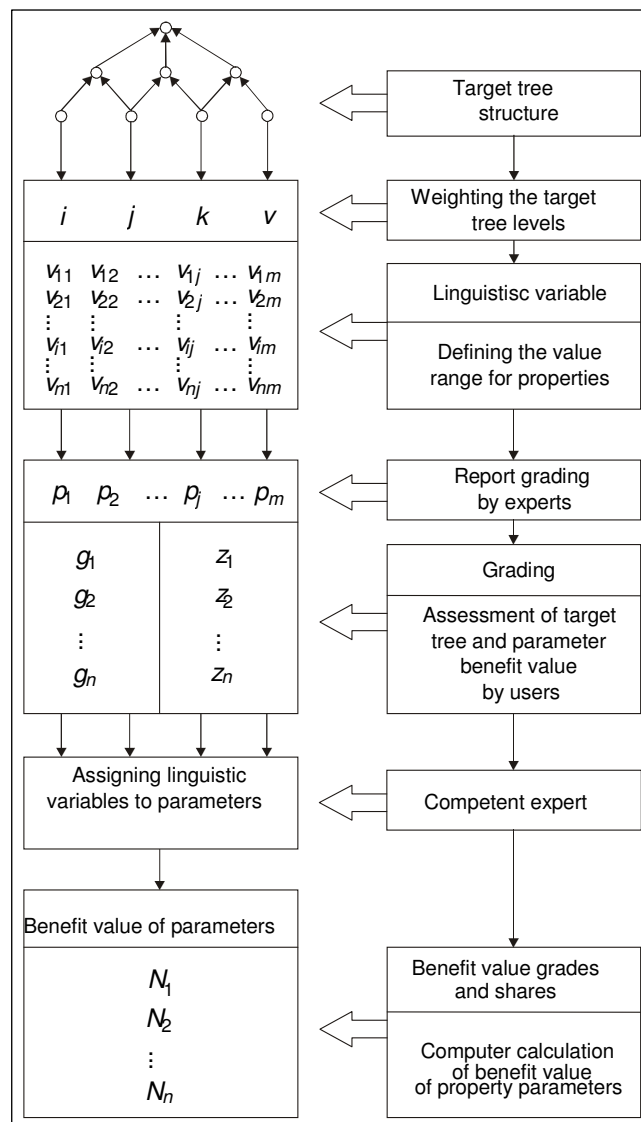 Target tree
structure
i j k v
Weighting the target
tree levels
v11 v12 ... v1j ... v1m
v21 v22 ... v2j ... v2m
⋮ ⋮ ⋮ ⋮
vi1 vi2 ... vij ... vim
⋮ ⋮ ⋮ ⋮
vn1 vn2 ... vnj ... vnm
Linguistisc variable
Defining the value
range for properties
p1 p2 ... pj ... pm
Report grading
by experts
g1 z1
g2 z2
⋮ ⋮
gn zn
Grading
Assessment of target
tree and parameter
benefit value
by users
Assigning linguistic
variables to parameters
Competent expert
Benefit value of parameters
N1
N2
⋮
Nn
Benefit value grades
and shares
Computer calculation
of benefit value
of property parameters